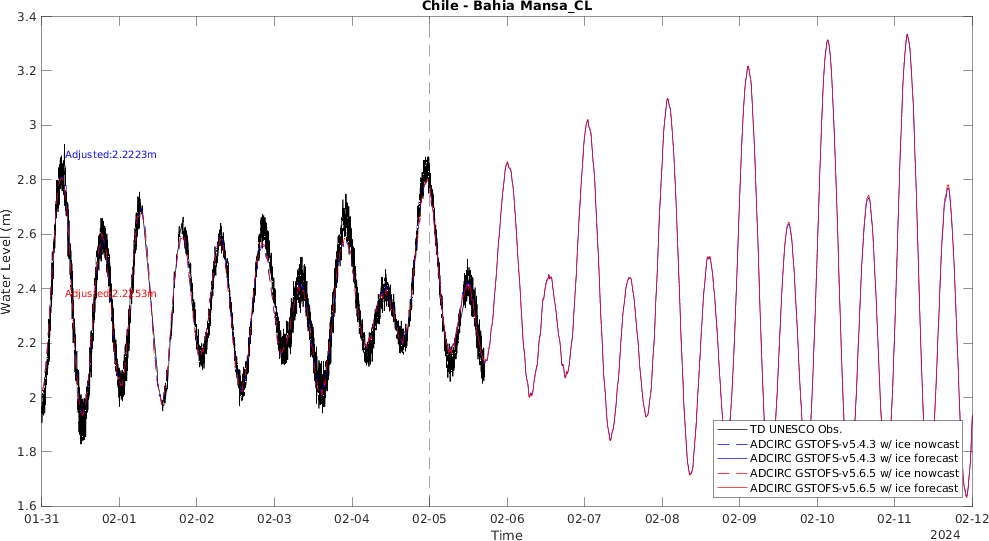 Chile - Bahia Mansa_CL
3.4
3.2
3
2.8
2.6
2.4
2.2
2
1.8
1.6
Water Level (m)
Adjusted:2.2223m
Adjusted:2.2253m
TD UNESCO Obs.
ADCIRC GSTOFS-v5.4.3 w/ ice nowcast
ADCIRC GSTOFS-v5.4.3 w/ ice forecast
ADCIRC GSTOFS-v5.6.5 w/ ice nowcast
ADCIRC GSTOFS-v5.6.5 w/ ice forecast
01-31 02-01 02-02 02-03 02-04 02-05 02-06 02-07 02-08 02-09 02-10 02-11 02-12
Time
2024